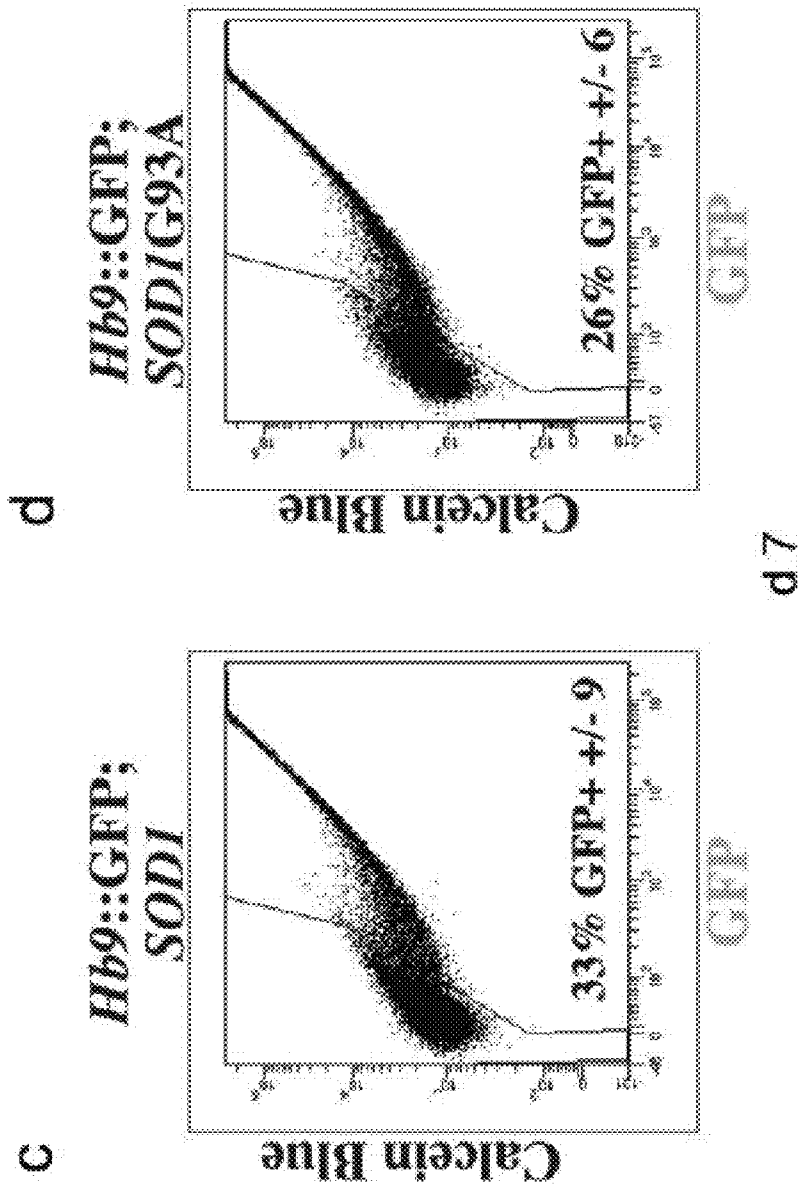 c
Hb9::GFP;
SOD1
Calcein Blue
33% GFP+ +/- 9
GFP
d
Hb9::GFP;
SOD1G93A
Calcein Blue
26% GFP+ +/- 6
GFP
d 7